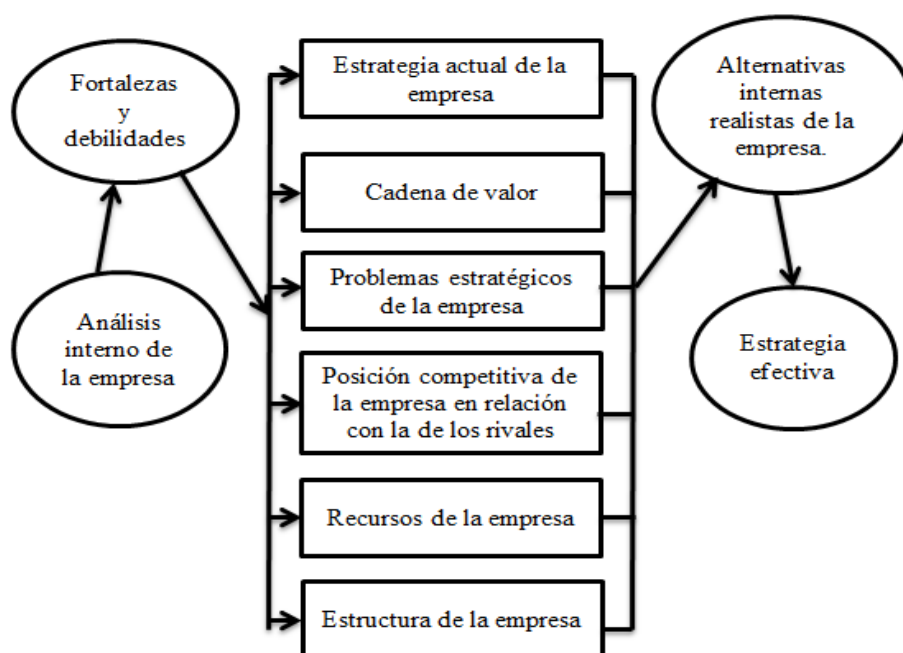 Fortalezas
y
debilidades
Análisis
interno de
la empresa
Estrategia actual de la
empresa
Cadena de valor
Problemas estratégicos
de la empresa
Posición competitiva de
la empresa en relación
con la de los rivales
Recursos de la empresa
Estructura de la empresa
Alternativas
internas
realistas de la
empresa.
Estrategia
efectiva